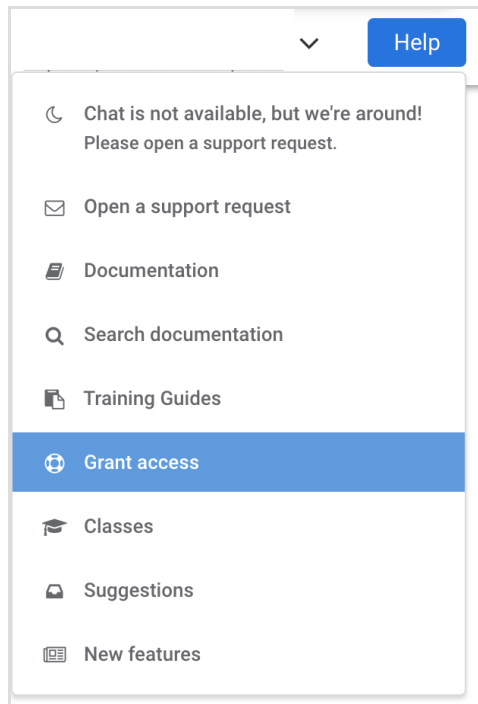 Help
Chat is not available, but we're around!
Please open a support request.
Open a support request
Documentation
Search documentation
Training Guides
Grant access
Classes
Suggestions
New features